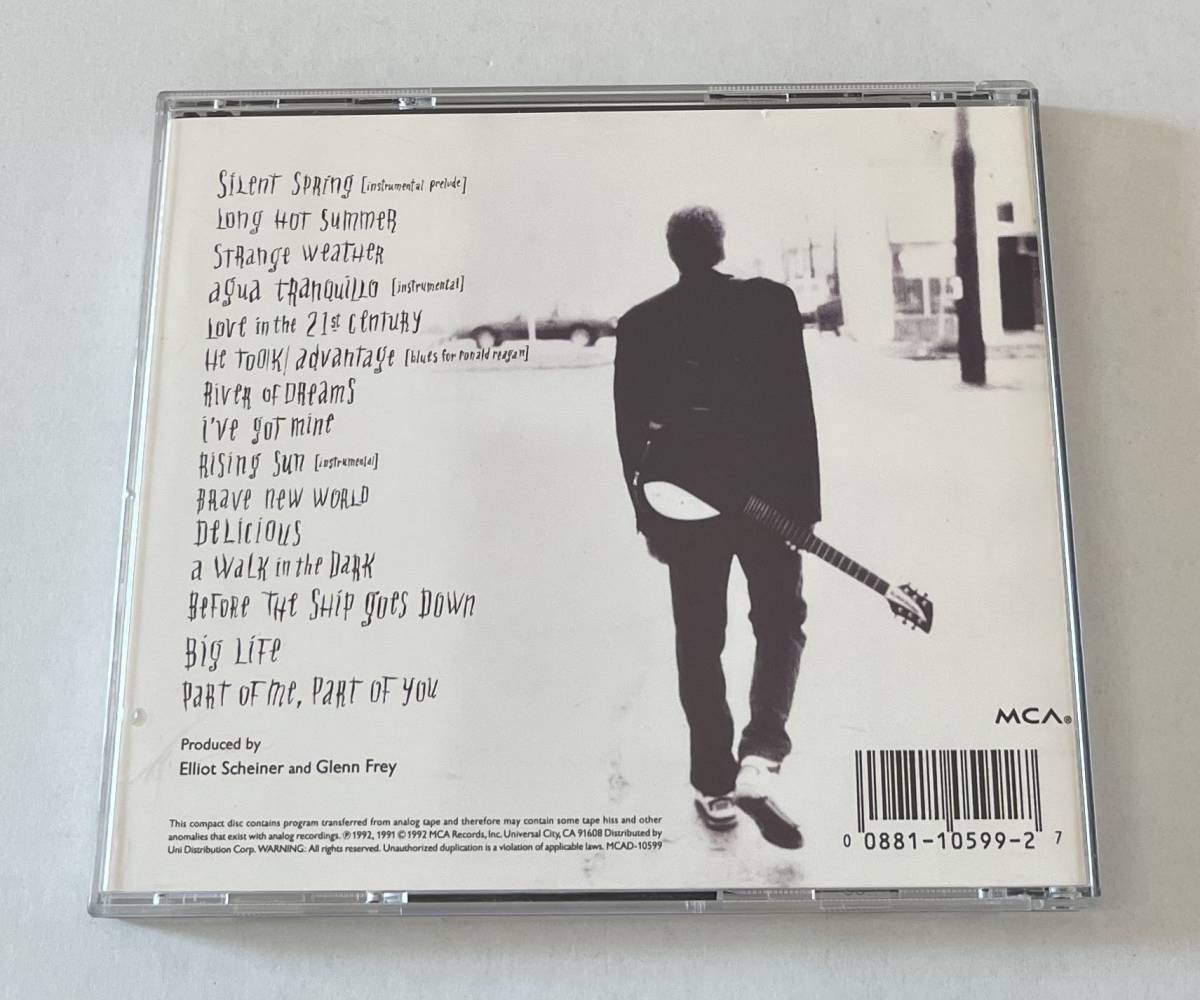 Silent Spring [instrumental prelude]
Long Hot Summer
Strange Weather
Agua Tranquillo [instrumental]
Love in the 21st Century
He Took Advantage [blues for ronald reagan]
River of Dreams
I've Got Mine
Rising Sun [instrumental]
Brave New World
Delicious
A Walk in the Dark
Before the Ship Goes Down
Big Life
Part of Me, Part of You
Produced by
Elliot Scheiner and Glenn Frey
This compact disc contains program transferred from analog tape and therefore may contain some tape hiss and other
anomalies that exist with analog recordings. ℗1992, 1991 ©1992 MCA Records, Inc. Universal City, CA 91608 Distributed by
Uni Distribution Corp. WARNING: All rights reserved. Unauthorized duplication is a violation of applicable laws. MCAD-10599
MCA®
0 0881-10599-2 7